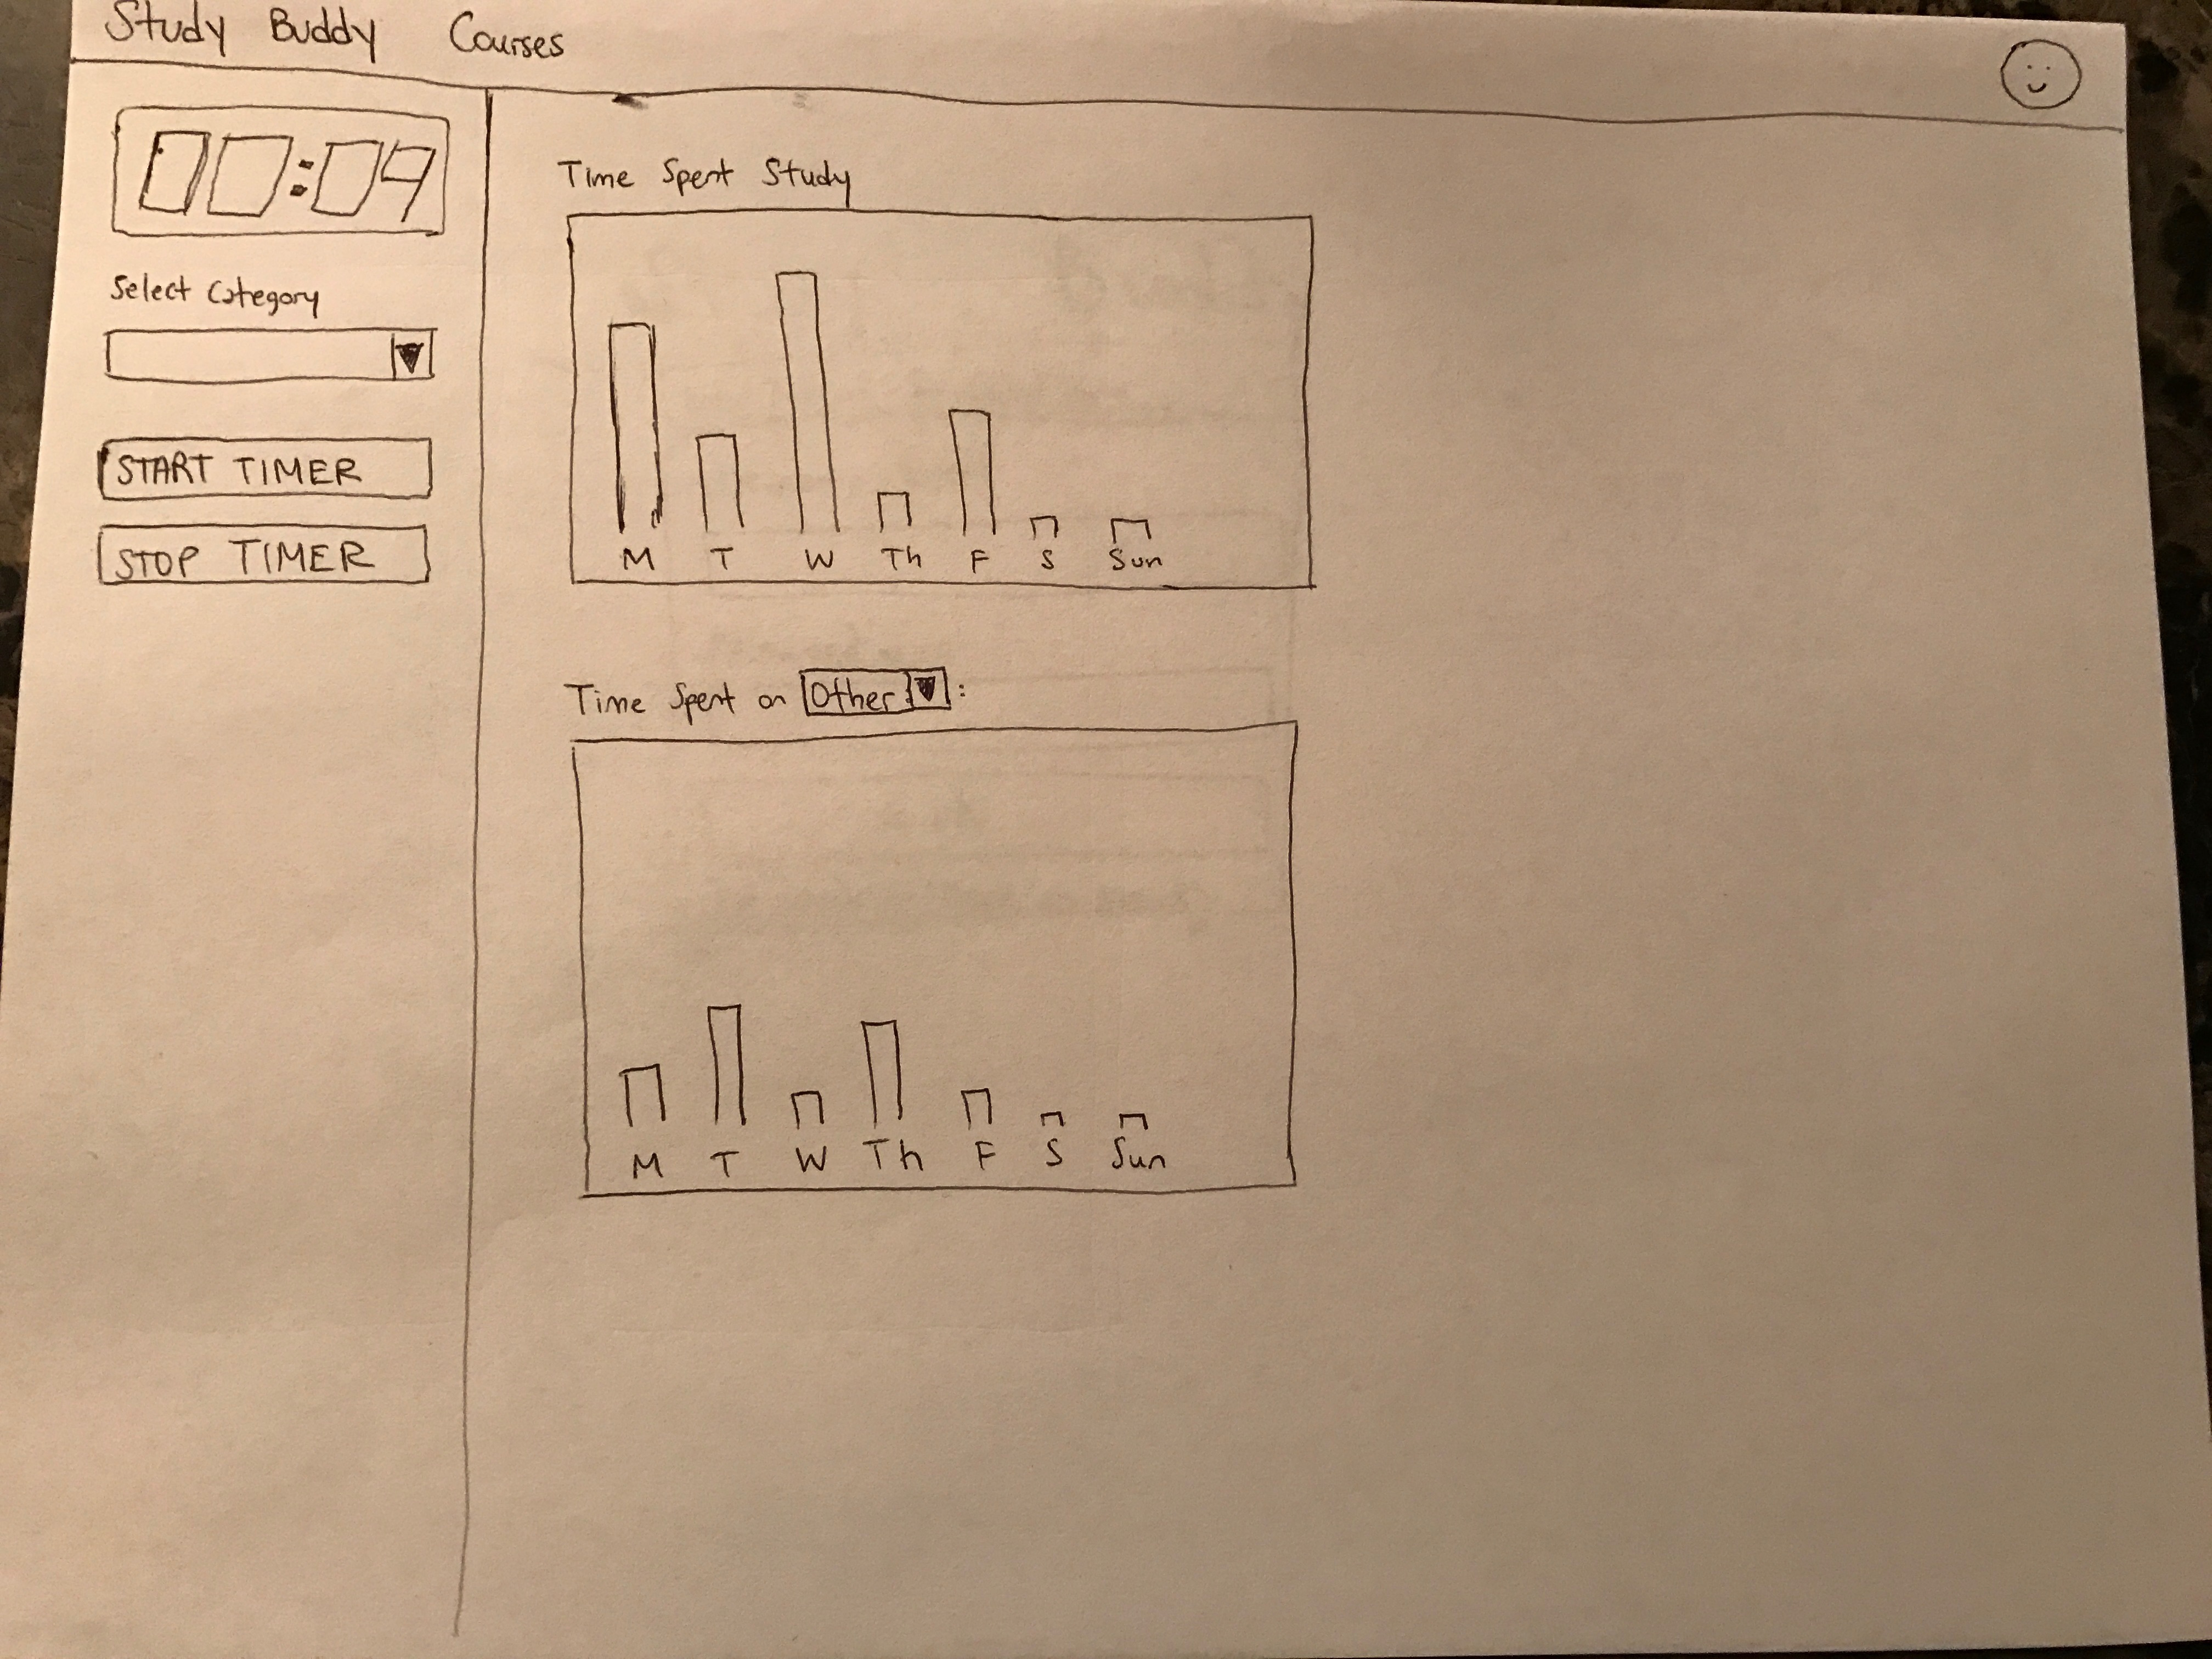 Study Buddy Courses
00:09
Select Category
START TIMER
STOP TIMER
Time Spent Study
M T W Th F S Sun
Time Spent on Other :
M T W Th F S Sun